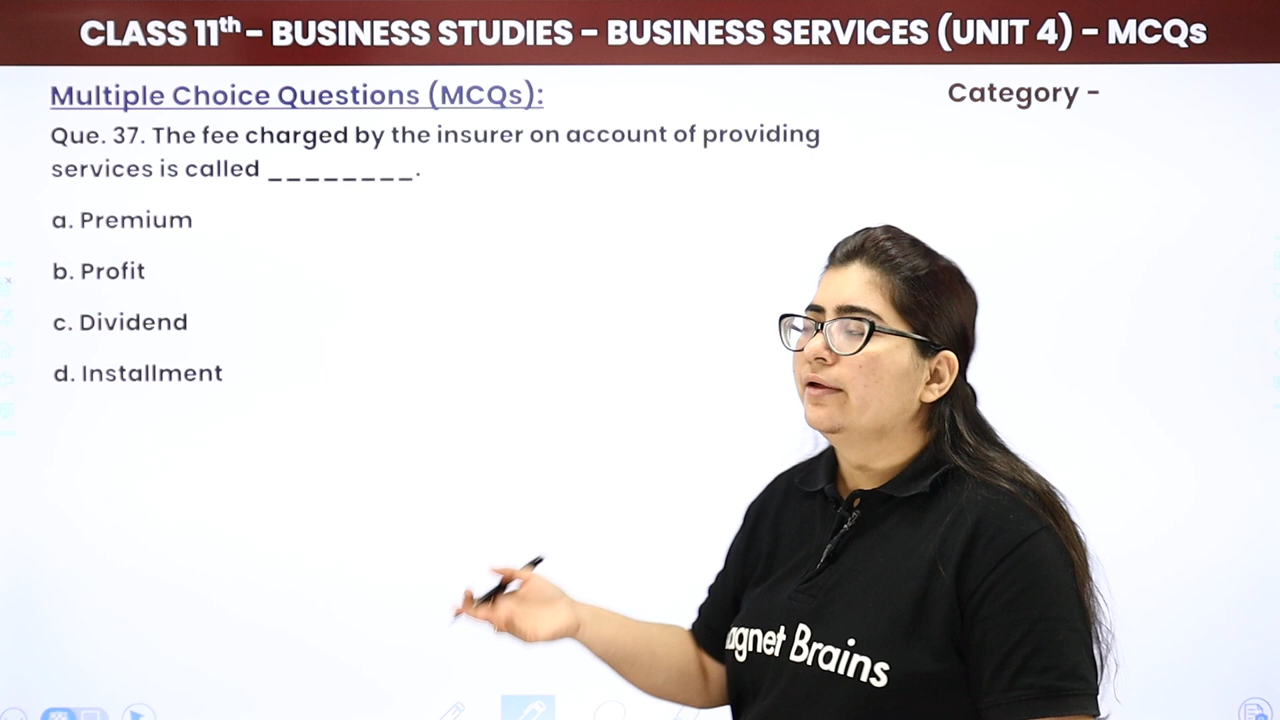 CLASS 11th – BUSINESS STUDIES – BUSINESS SERVICES (UNIT 4) – MCQs
Multiple Choice Questions (MCQs):
Category –
Que. 37. The fee charged by the insurer on account of providing
services is called ________.
a. Premium
b. Profit
c. Dividend
d. Installment
agnet Brains